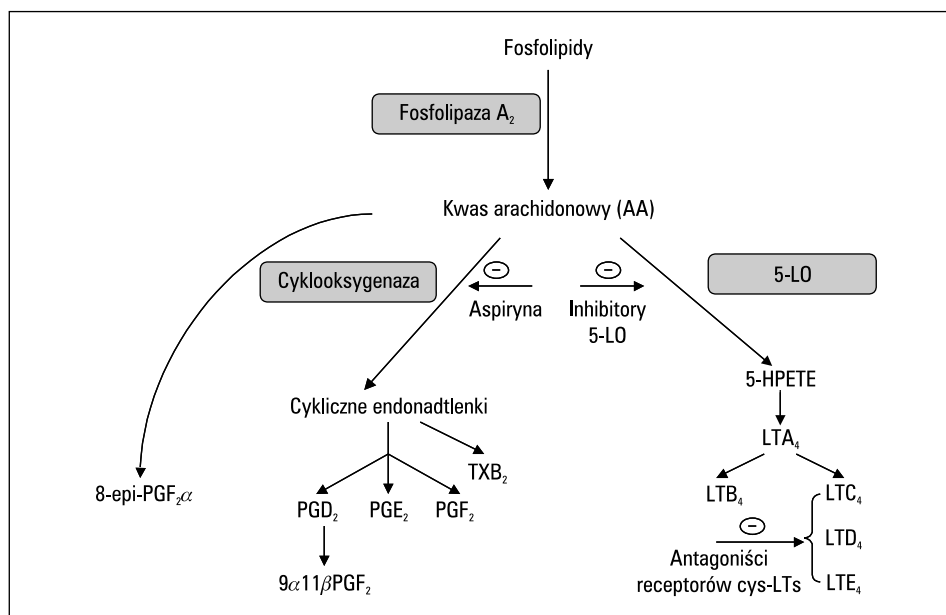 Fosfolipidy
Fosfolipaza A₂
Kwas arachidonowy (AA)
Cyklooksygenaza
−
−
5-LO
Aspiryna
Inhibitory
5-LO
5-HPETE
Cykliczne endonadtlenki
LTA₄
TXB₂
8-epi-PGF₂α
PGD₂
PGE₂
PGF₂
LTB₄
LTC₄
−
LTD₄
Antagoniści
receptorów cys-LTs
LTE₄
9α11βPGF₂